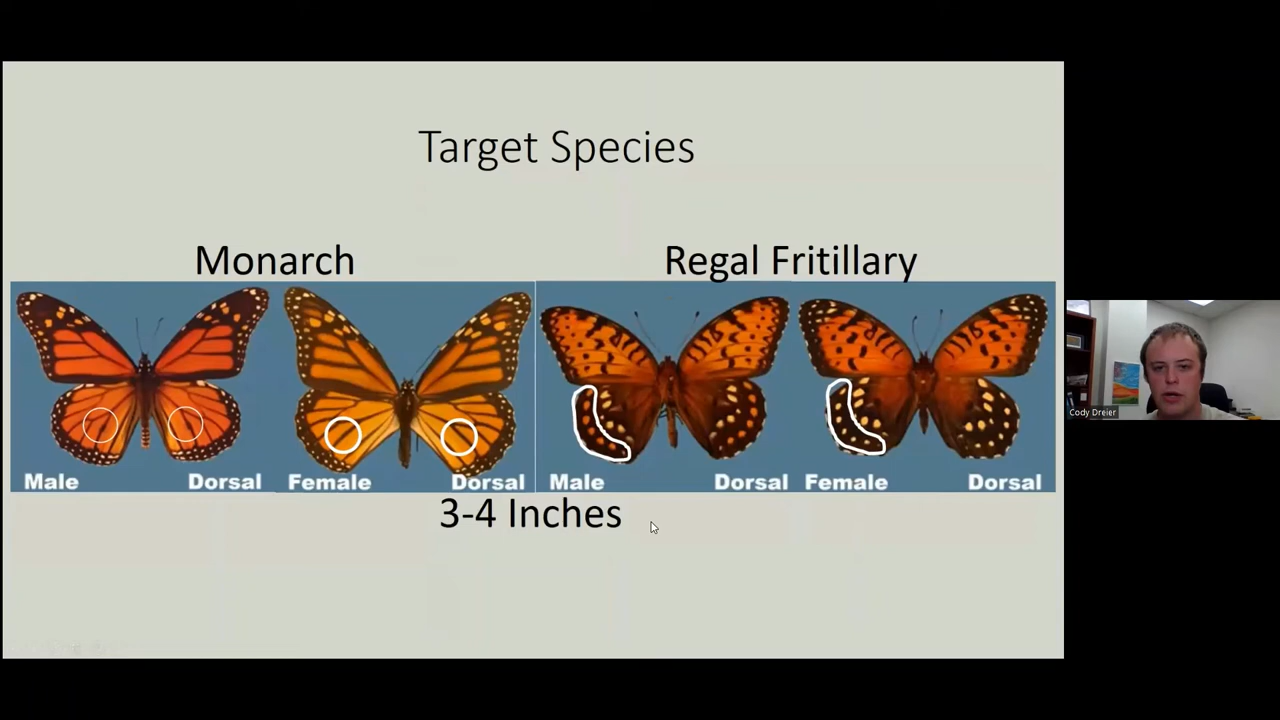 Target Species
Monarch
Regal Fritillary
Male
Dorsal
Female
Dorsal
Male
Dorsal
Female
Dorsal
3-4 Inches
Cody Dreier